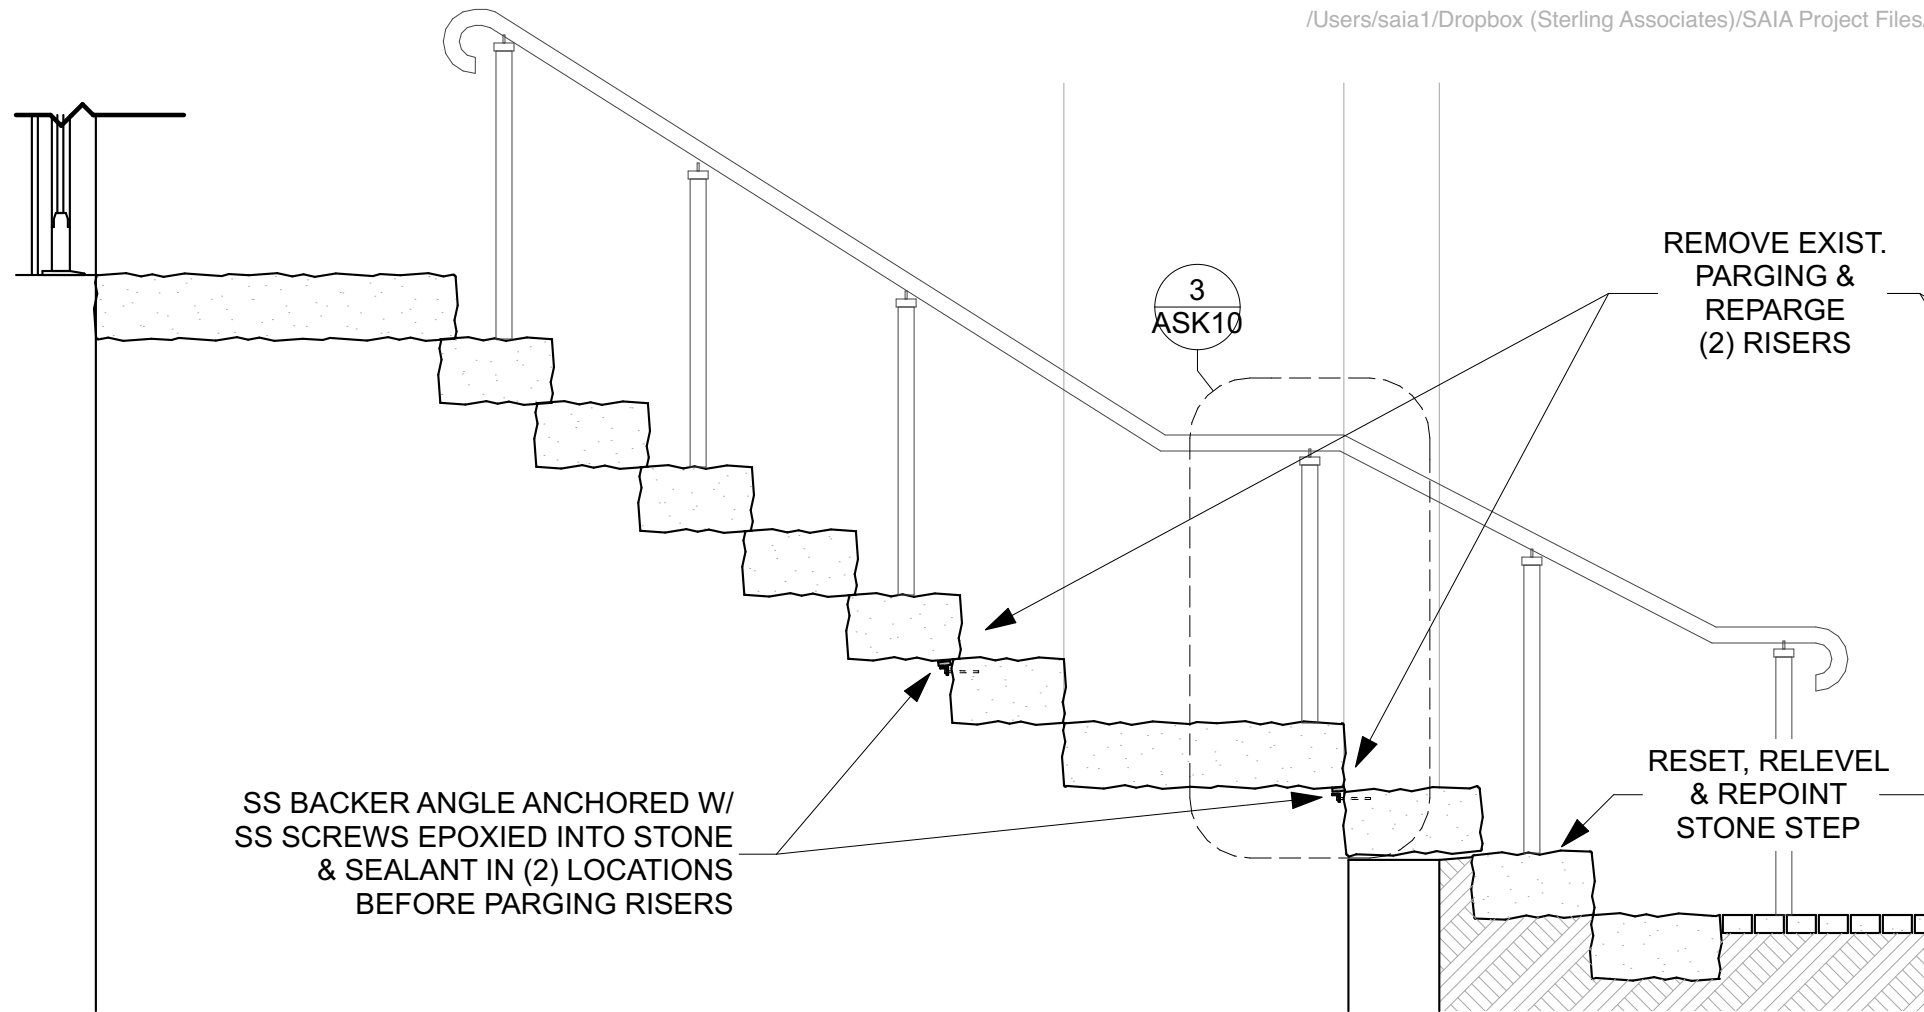 /Users/saia1/Dropbox (Sterling Associates)/SAIA Project Files/
REMOVE EXIST.
PARGING &
REPARGE
(2) RISERS
3
ASK10
RESET, RELEVEL
& REPOINT
STONE STEP
SS BACKER ANGLE ANCHORED W/
SS SCREWS EPOXIED INTO STONE
& SEALANT IN (2) LOCATIONS
BEFORE PARGING RISERS